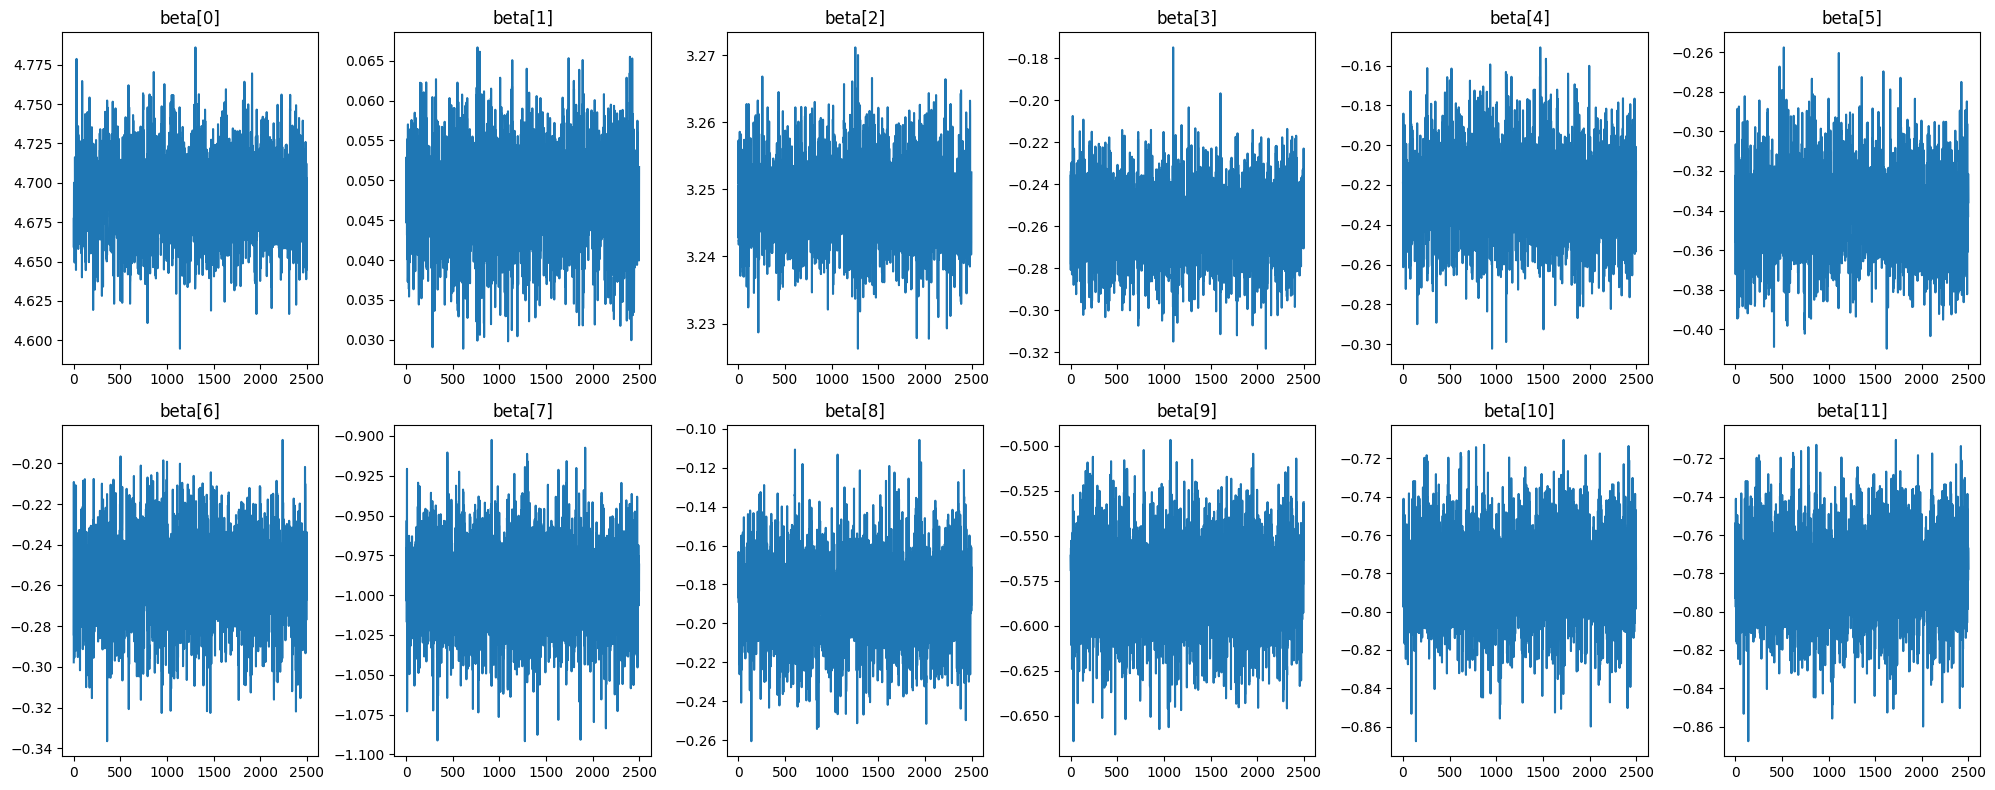 beta[0] beta[1] beta[2] beta[3] beta[4] beta[5]
4.775 4.750 4.725 4.700 4.675 4.650 4.625 4.600
0.065 0.060 0.055 0.050 0.045 0.040 0.035 0.030
3.27 3.26 3.25 3.24 3.23
−0.18 −0.20 −0.22 −0.24 −0.26 −0.28 −0.30 −0.32
−0.16 −0.18 −0.20 −0.22 −0.24 −0.26 −0.28 −0.30
−0.26 −0.28 −0.30 −0.32 −0.34 −0.36 −0.38 −0.40
0 500 1000 1500 2000 2500 0 500 1000 1500 2000 2500 0 500 1000 1500 2000 2500 0 500 1000 1500 2000 2500 0 500 1000 1500 2000 2500 0 500 1000 1500 2000 2500
beta[6] beta[7] beta[8] beta[9] beta[10] beta[11]
−0.20 −0.22 −0.24 −0.26 −0.28 −0.30 −0.32 −0.34
−0.900 −0.925 −0.950 −0.975 −1.000 −1.025 −1.050 −1.075 −1.100
−0.10 −0.12 −0.14 −0.16 −0.18 −0.20 −0.22 −0.24 −0.26
−0.500 −0.525 −0.550 −0.575 −0.600 −0.625 −0.650
−0.72 −0.74 −0.76 −0.78 −0.80 −0.82 −0.84 −0.86
−0.72 −0.74 −0.76 −0.78 −0.80 −0.82 −0.84 −0.86
0 500 1000 1500 2000 2500 0 500 1000 1500 2000 2500 0 500 1000 1500 2000 2500 0 500 1000 1500 2000 2500 0 500 1000 1500 2000 2500 0 500 1000 1500 2000 2500